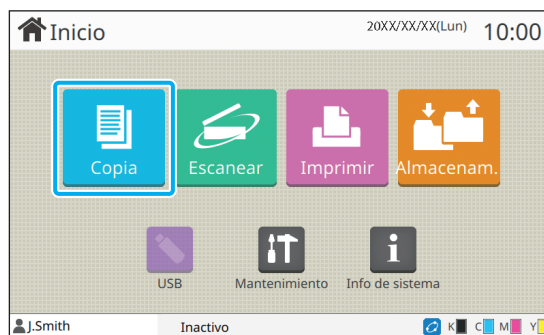 Inicio 20XX/XX/XX(Lun) 10:00
Copia Escanear Imprimir Almacenam.
USB Mantenimiento Info de sistema
J.Smith Inactivo K C M Y